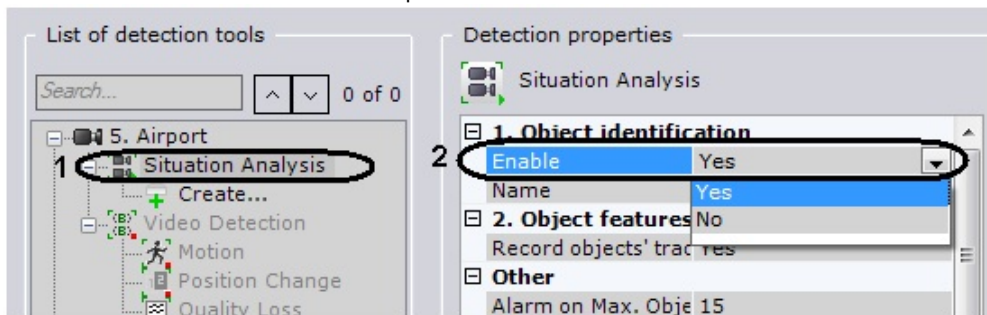 List of detection tools
Search...
0 of 0
5. Airport
1
Situation Analysis
Create...
Video Detection
Motion
Position Change
Quality Loss
Detection properties
Situation Analysis
1. Object identification
2
Enable Yes
Name Yes
2. Object features No
Record objects' trac Yes
Other
Alarm on Max. Obje 15